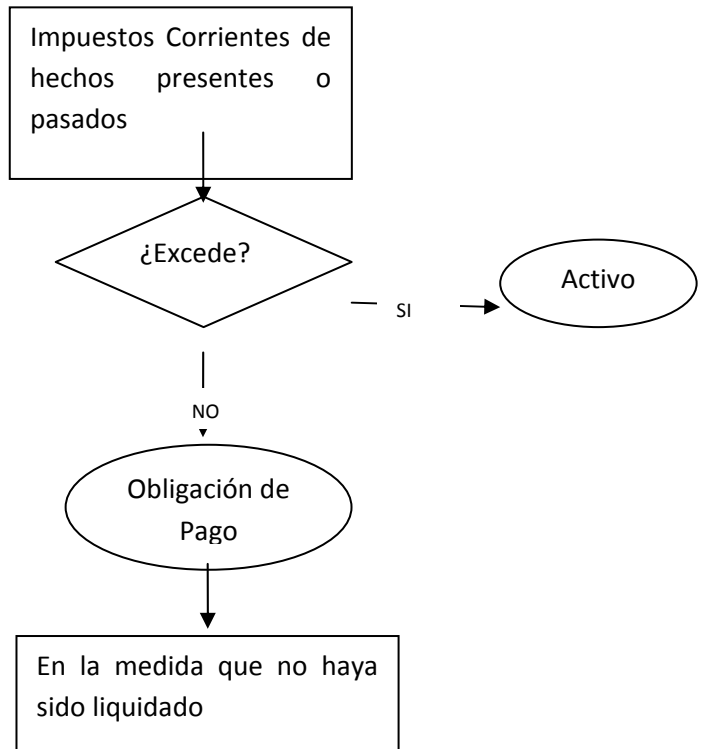 Impuestos Corrientes de
hechos presentes o
pasados
¿Excede?
Activo
SI
NO
Obligación de
Pago
En la medida que no haya
sido liquidado